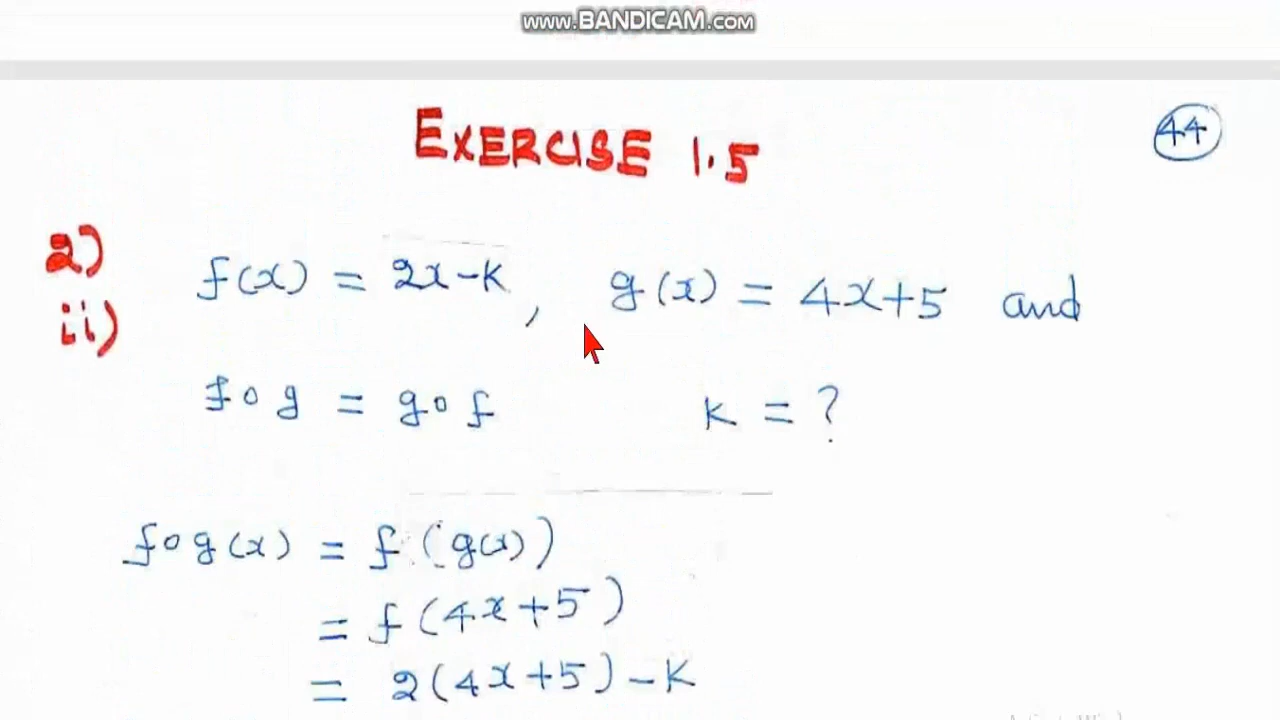 www.BANDICAM.com
EXERCISE 1.5
44
2)
ii)
f(x) = 2x-k, g(x) = 4x+5 and
fog = gof k = ?
fog(x) = f(g(x))
= f(4x+5)
= 2(4x+5)-k